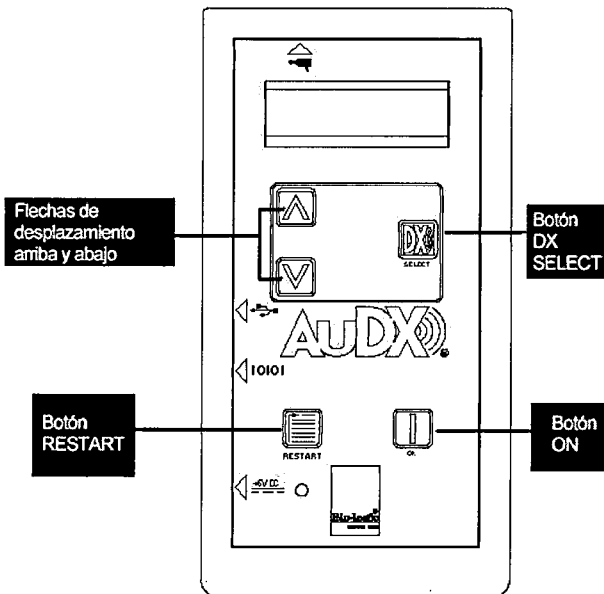 Flechas de
desplazamiento
arriba y abajo
DX
SELECT
Botón
DX
SELECT
AUDX®
10101
Botón
RESTART
RESTART
ON
Botón
ON
+6V DC
Bio-logic®